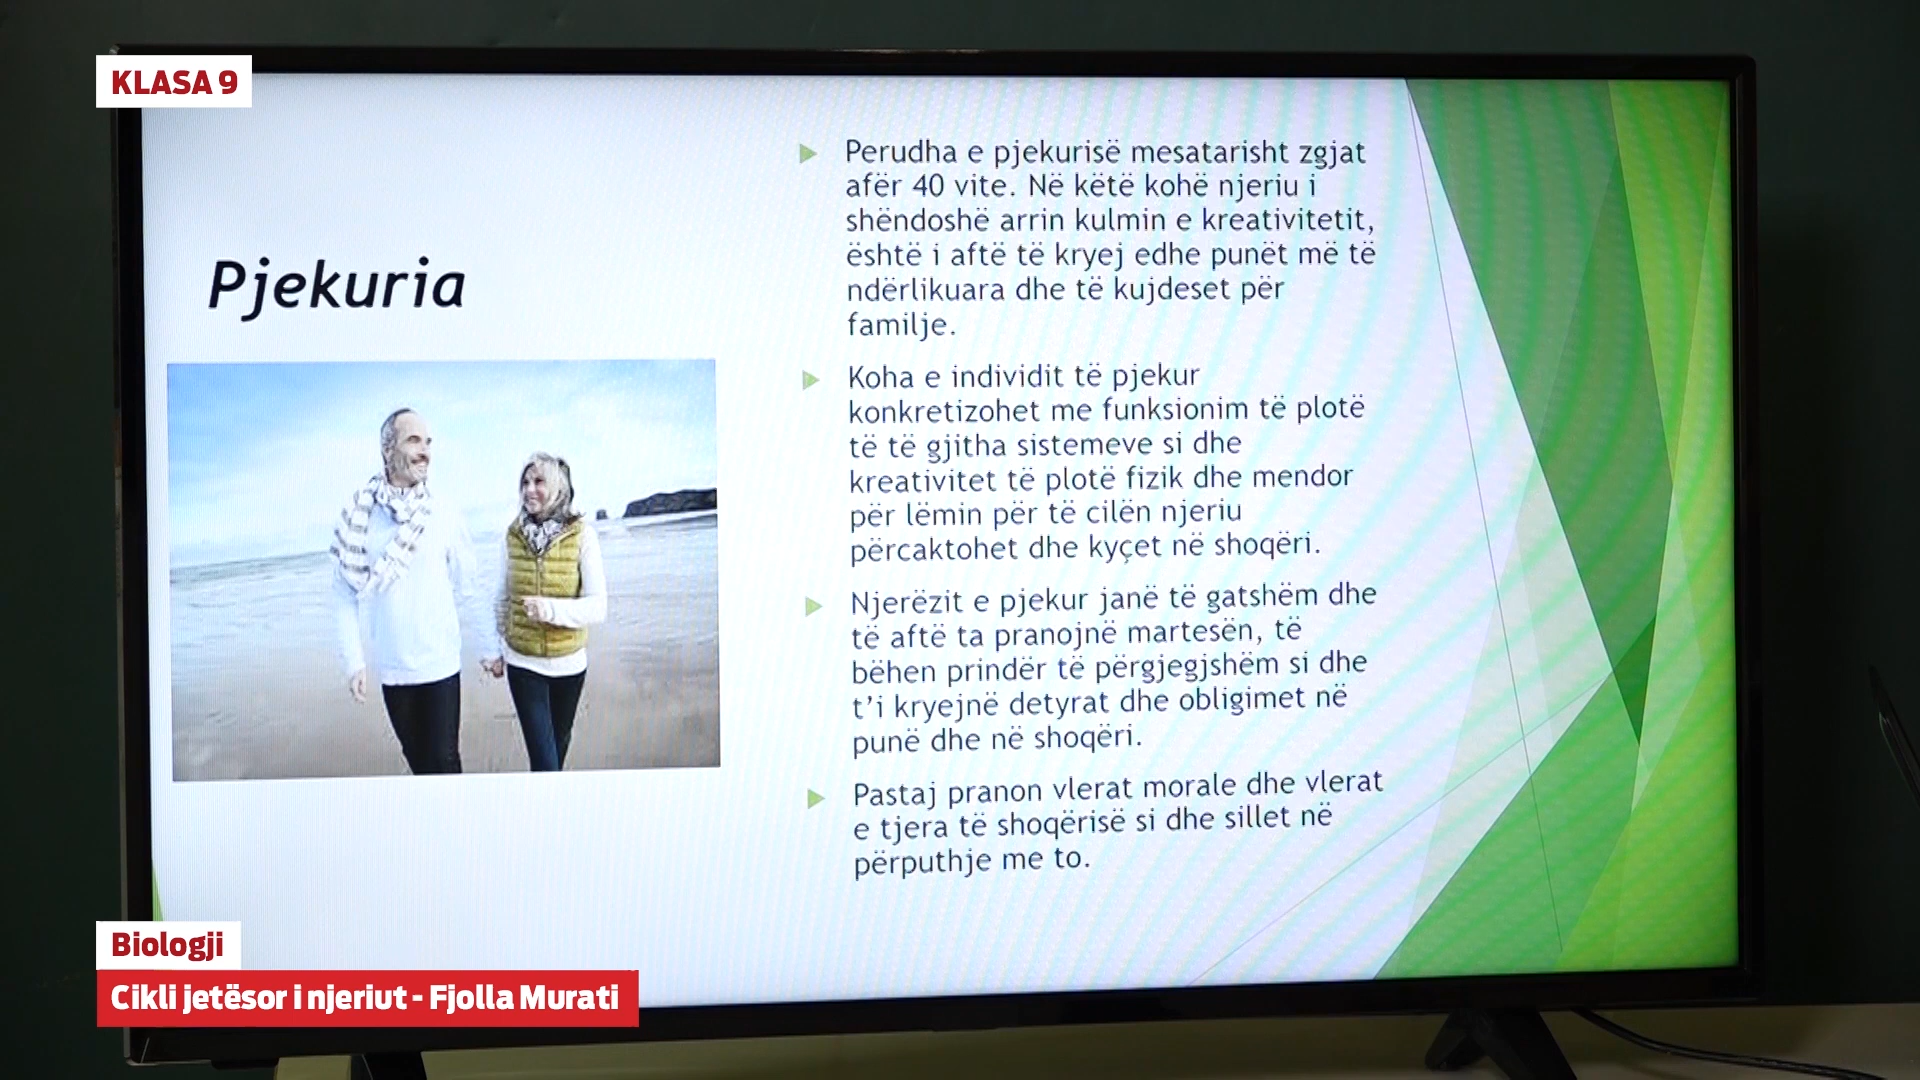 KLASA 9
Pjekuria
Perudha e pjekurisë mesatarisht zgjat
afër 40 vite. Në këtë kohë njeriu i
shëndoshë arrin kulmin e kreativitetit,
është i aftë të kryej edhe punët më të
ndërlikuara dhe të kujdeset për
familje.
Koha e individit të pjekur
konkretizohet me funksionim të plotë
të të gjitha sistemeve si dhe
kreativitet të plotë fizik dhe mendor
për lëmin për të cilën njeriu
përcaktohet dhe kyçet në shoqëri.
Njerëzit e pjekur janë të gatshëm dhe
të aftë ta pranojnë martesën, të
bëhen prindër të përgjegjshëm si dhe
t'i kryejnë detyrat dhe obligimet në
punë dhe në shoqëri.
Pastaj pranon vlerat morale dhe vlerat
e tjera të shoqërisë si dhe sillet në
përputhje me to.
Biologji
Cikli jetësor i njeriut - Fjolla Murati